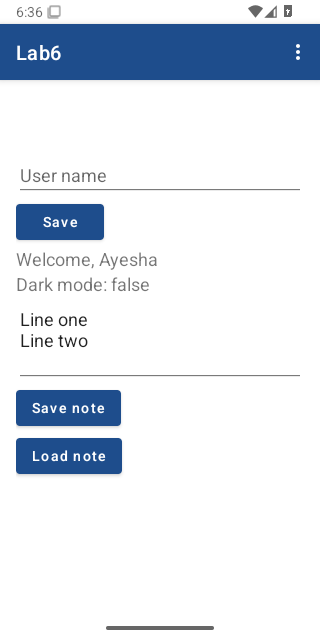 6:36
Lab6
User name
Save
Welcome, Ayesha
Dark mode: false
Line one
Line two
Save note
Load note